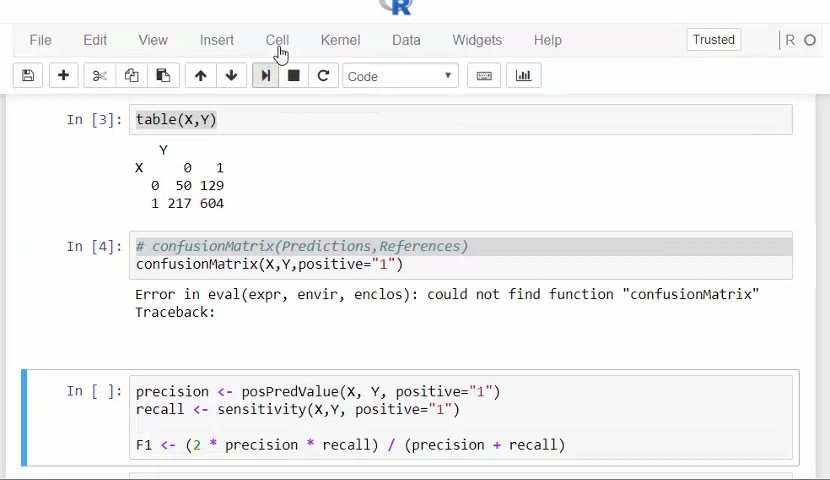 R
File Edit View Insert Cell Kernel Data Widgets Help Trusted R
Code
In [3]: table(X,Y)
Y
X 0 1
0 50 129
1 217 604
In [4]: # confusionMatrix(Predictions,References)
confusionMatrix(X,Y,positive="1")
Error in eval(expr, envir, enclos): could not find function "confusionMatrix"
Traceback:
In [ ]: precision <- posPredValue(X, Y, positive="1")
recall <- sensitivity(X,Y, positive="1")
F1 <- (2 * precision * recall) / (precision + recall)